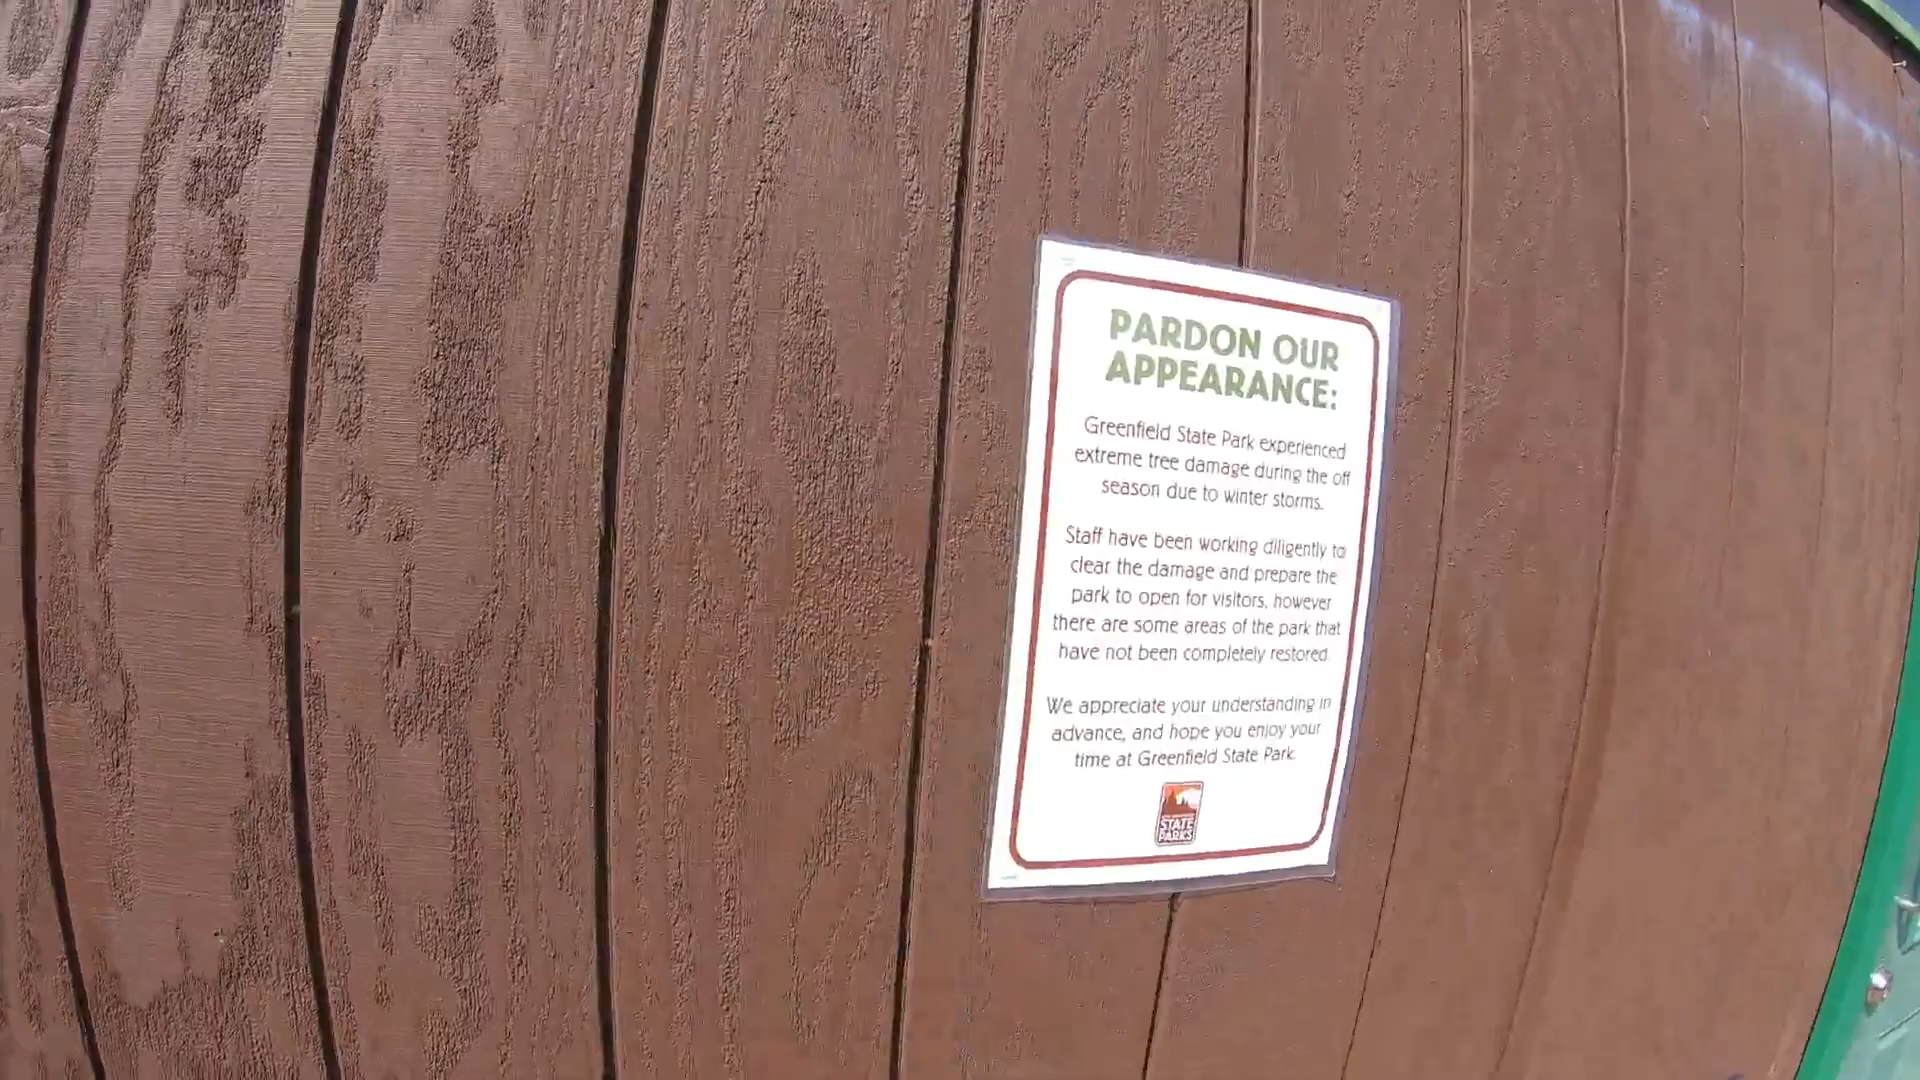 PARDON OUR
APPEARANCE:
Greenfield State Park experienced
extreme tree damage during the off
season due to winter storms.
Staff have been working diligently to
clear the damage and prepare the
park to open for visitors, however
there are some areas of the park that
have not been completely restored.
We appreciate your understanding in
advance, and hope you enjoy your
time at Greenfield State Park.
STATE
PARKS